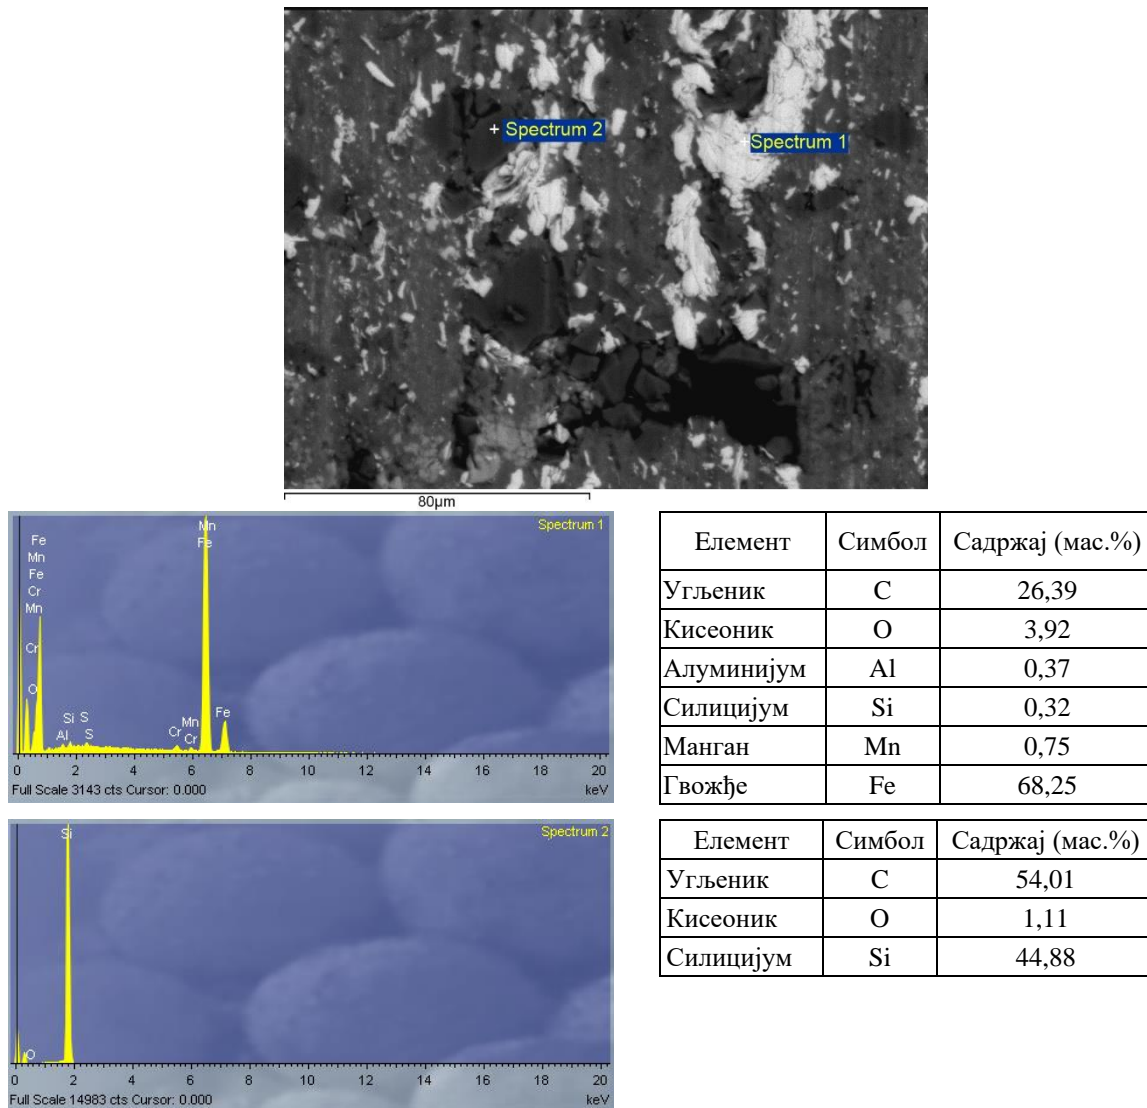 + Spectrum 2
+ Spectrum 1
80µm
Spectrum 1
Mn
Fe
Fe
Mn
Fe
Cr
Mn
Cr
O
Si S
Al S
Cr
Mn
Cr
Fe
0 2 4 6 8 10 12 14 16 18 20
Full Scale 3143 cts Cursor: 0.000 keV
Елемент Симбол Садржај (мас.%)
Угљеник C 26,39
Кисеоник O 3,92
Алуминијум Al 0,37
Силицијум Si 0,32
Манган Mn 0,75
Гвожђе Fe 68,25
Spectrum 2
Si
O
0 2 4 6 8 10 12 14 16 18 20
Full Scale 14983 cts Cursor: 0.000 keV
Елемент Симбол Садржај (мас.%)
Угљеник C 54,01
Кисеоник O 1,11
Силицијум Si 44,88